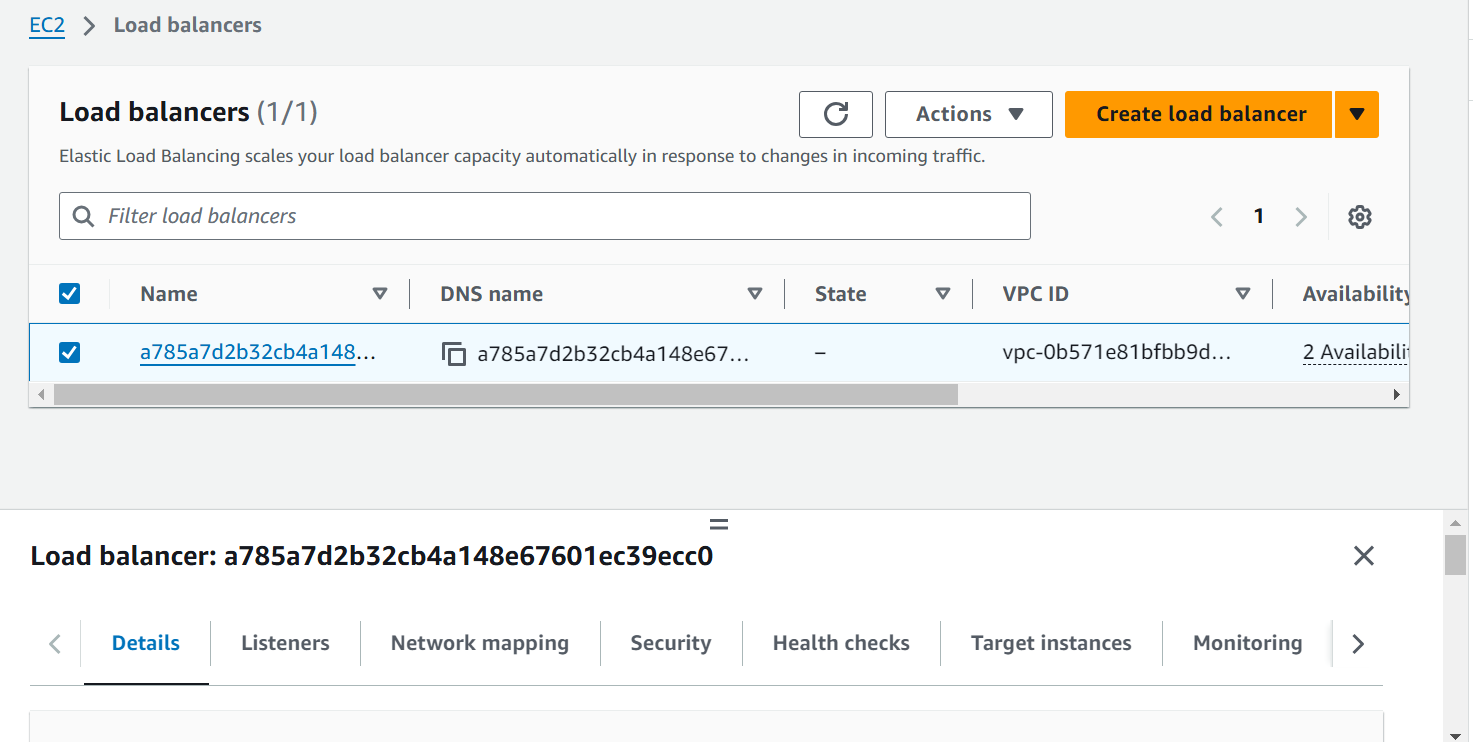 EC2 > Load balancers
Load balancers (1/1)
Actions
Create load balancer
Elastic Load Balancing scales your load balancer capacity automatically in response to changes in incoming traffic.
Filter load balancers
1
Name DNS name State VPC ID Availability
a785a7d2b32cb4a148... a785a7d2b32cb4a148e67... – vpc-0b571e81bfbb9d... 2 Availabili
Load balancer: a785a7d2b32cb4a148e67601ec39ecc0
Details Listeners Network mapping Security Health checks Target instances Monitoring